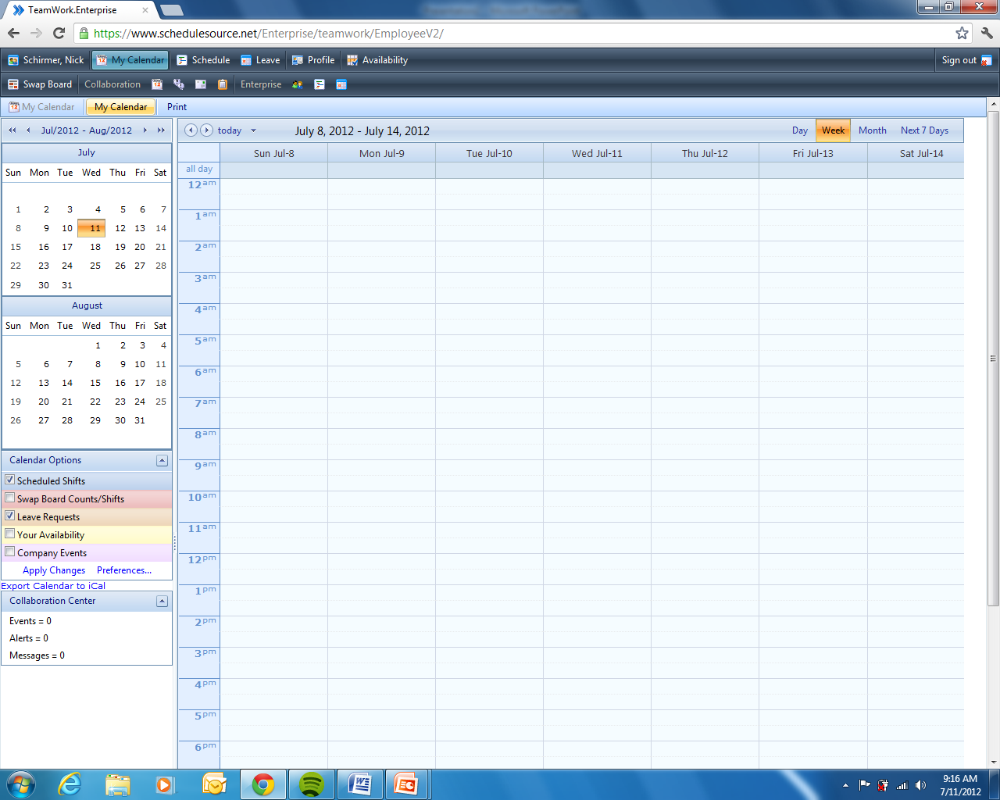 TeamWork.Enterprise
https://www.schedulesource.net/Enterprise/teamwork/EmployeeV2/
Schirmer, Nick My Calendar Schedule Leave Profile Availability Sign out
Swap Board Collaboration Enterprise
My Calendar My Calendar Print
Jul/2012 - Aug/2012
July
Sun Mon Tue Wed Thu Fri Sat
1 2 3 4 5 6 7
8 9 10 11 12 13 14
15 16 17 18 19 20 21
22 23 24 25 26 27 28
29 30 31
August
Sun Mon Tue Wed Thu Fri Sat
1 2 3 4
5 6 7 8 9 10 11
12 13 14 15 16 17 18
19 20 21 22 23 24 25
26 27 28 29 30 31
Calendar Options
Scheduled Shifts
Swap Board Counts/Shifts
Leave Requests
Your Availability
Company Events
Apply Changes Preferences...
Export Calendar to iCal
Collaboration Center
Events = 0
Alerts = 0
Messages = 0
today July 8, 2012 - July 14, 2012 Day Week Month Next 7 Days
Sun Jul-8 Mon Jul-9 Tue Jul-10 Wed Jul-11 Thu Jul-12 Fri Jul-13 Sat Jul-14
all day
12am
1am
2am
3am
4am
5am
6am
7am
8am
9am
10am
11am
12pm
1pm
2pm
3pm
4pm
5pm
6pm
9:16 AM
7/11/2012